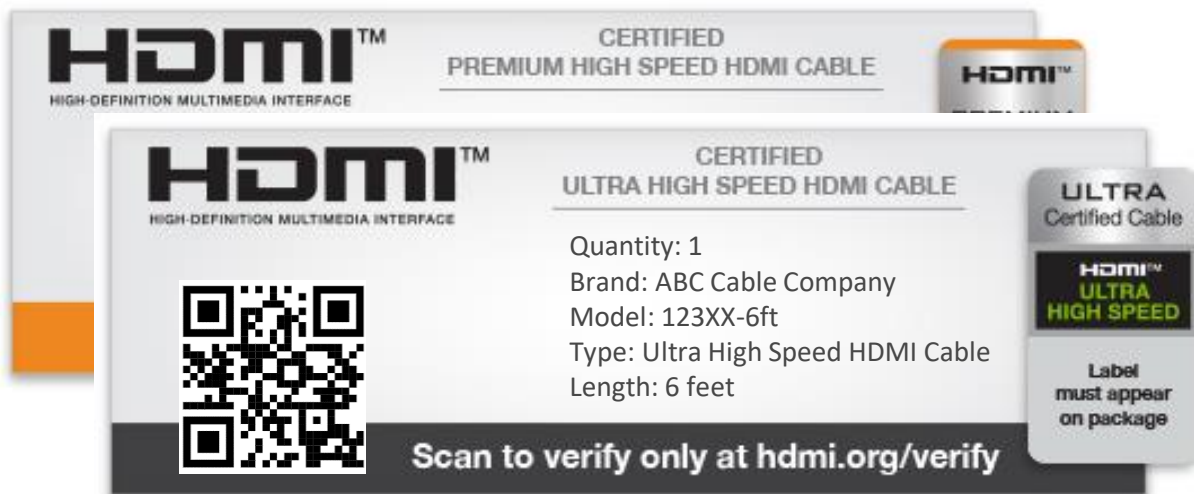 HDMI™
HIGH-DEFINITION MULTIMEDIA INTERFACE
CERTIFIED
PREMIUM HIGH SPEED HDMI CABLE
HDMI™
PREMIUM
HDMI™
HIGH-DEFINITION MULTIMEDIA INTERFACE
CERTIFIED
ULTRA HIGH SPEED HDMI CABLE
Quantity: 1
Brand: ABC Cable Company
Model: 123XX-6ft
Type: Ultra High Speed HDMI Cable
Length: 6 feet
Scan to verify only at hdmi.org/verify
ULTRA
Certified Cable
HDMI™
ULTRA
HIGH SPEED
Label
must appear
on package